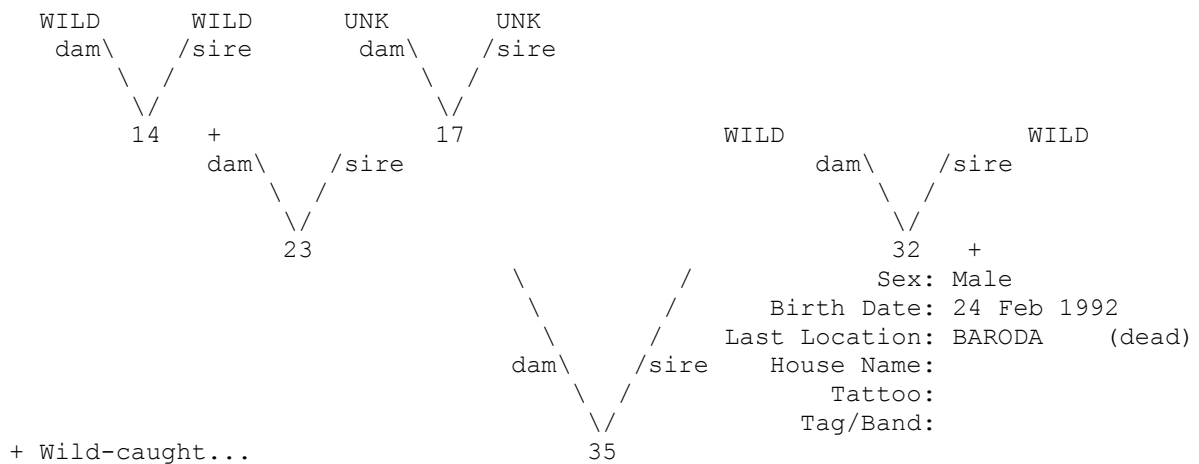 WILD WILD UNK UNK
dam\ /sire dam\ /sire
\ / \ /
\ / \ /
\/ \/
14 + 17 WILD WILD
dam\ /sire dam\ /sire
\ / \ /
\ / \ /
\/ \/
23 32 +
\ / Sex: Male
\ / Birth Date: 24 Feb 1992
\ / Last Location: BARODA (dead)
dam\ /sire House Name:
\ / Tattoo:
\/ Tag/Band:
+ Wild-caught... 35